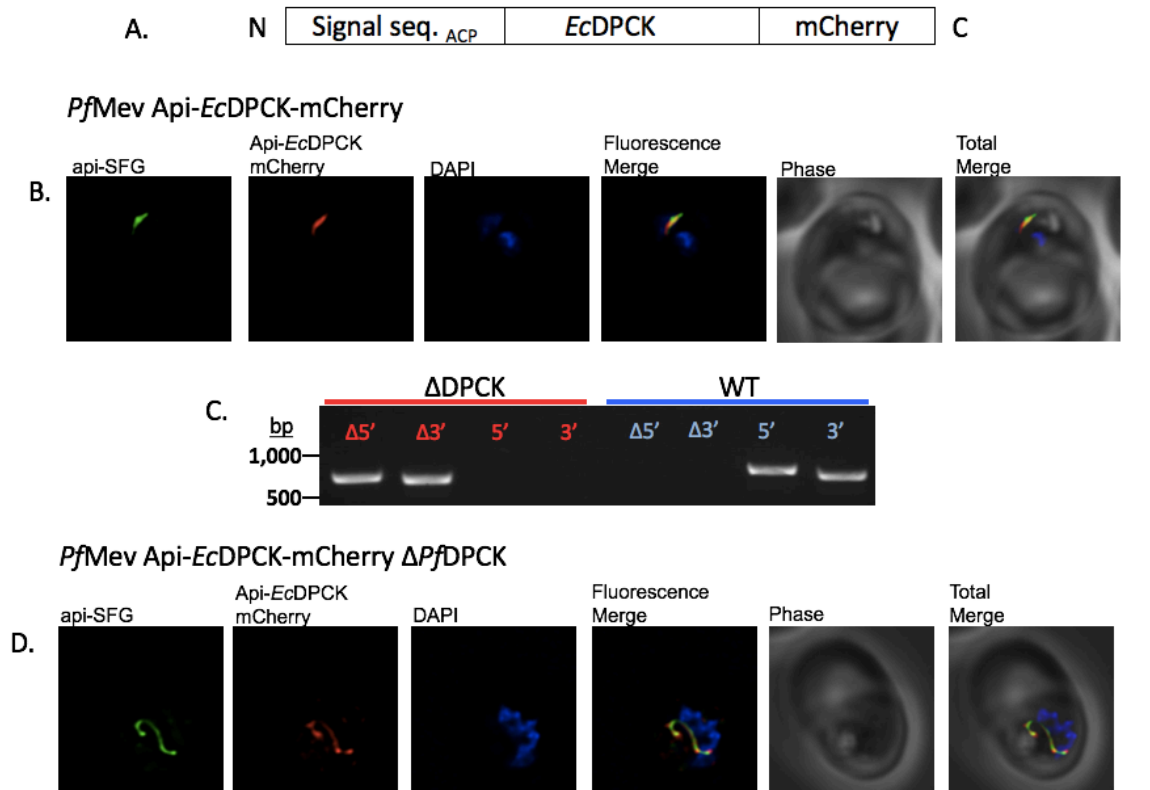 A. N Signal seq. ACP EcDPCK mCherry C
PfMev Api-EcDPCK-mCherry
api-SFG Api-EcDPCK DAPI Fluorescence Phase Total
mCherry Merge Merge
B.
C. ΔDPCK WT
bp Δ5’ Δ3’ 5’ 3’ Δ5’ Δ3’ 5’ 3’
1,000
500
PfMev Api-EcDPCK-mCherry ΔPfDPCK
api-SFG Api-EcDPCK DAPI Fluorescence Phase Total
mCherry Merge Merge
D.